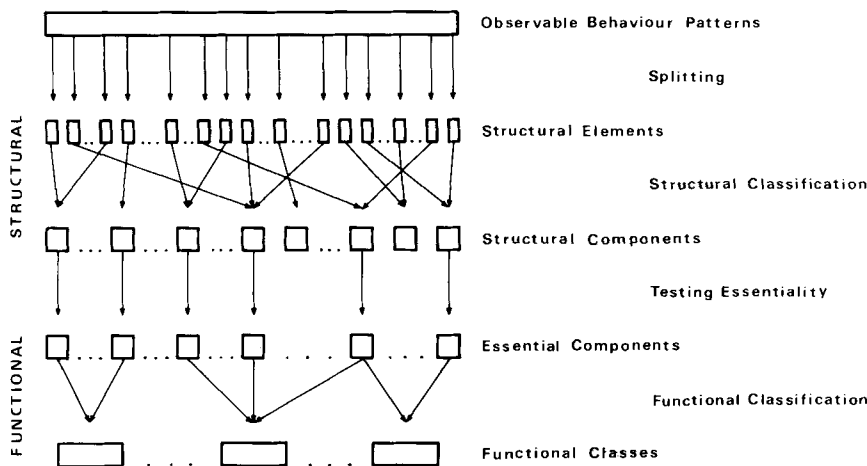 Observable Behaviour Patterns
Splitting
STRUCTURAL
Structural Elements
Structural Classification
Structural Components
Testing Essentiality
FUNCTIONAL
Essential Components
Functional Classification
Functional Classes